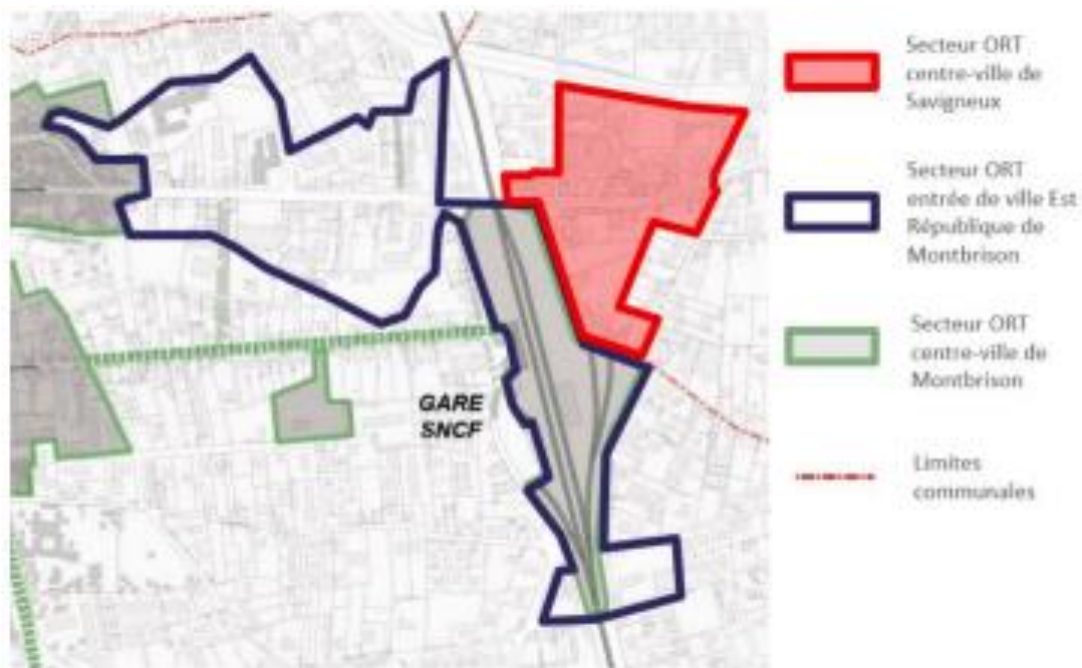 Secteur ORT
centre-ville de
Savigneux
Secteur ORT
entrée de ville Est
République de
Montbrison
Secteur ORT
centre-ville de
Montbrison
GARE
SNCF
Limites
communales